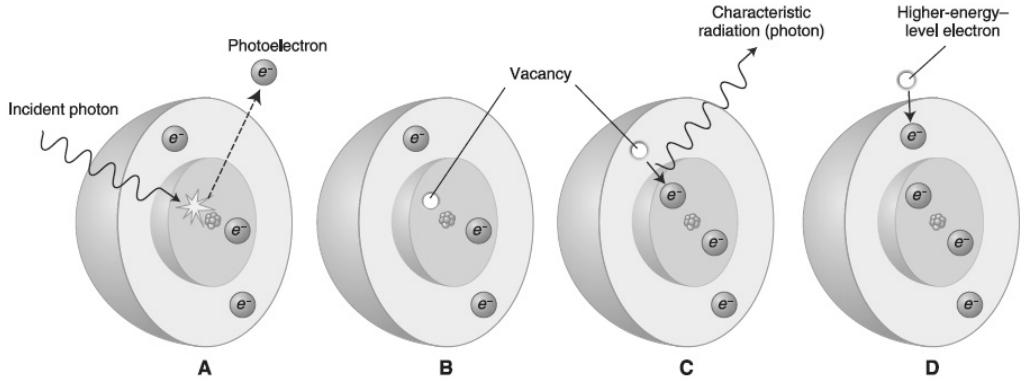 Characteristic
radiation (photon)
Higher-energy–
level electron
Photoelectron
e⁻
Vacancy
Incident photon
e⁻
e⁻
e⁻
e⁻
e⁻
e⁻
e⁻
e⁻
e⁻
e⁻
e⁻
e⁻
e⁻
e⁻
A
B
C
D